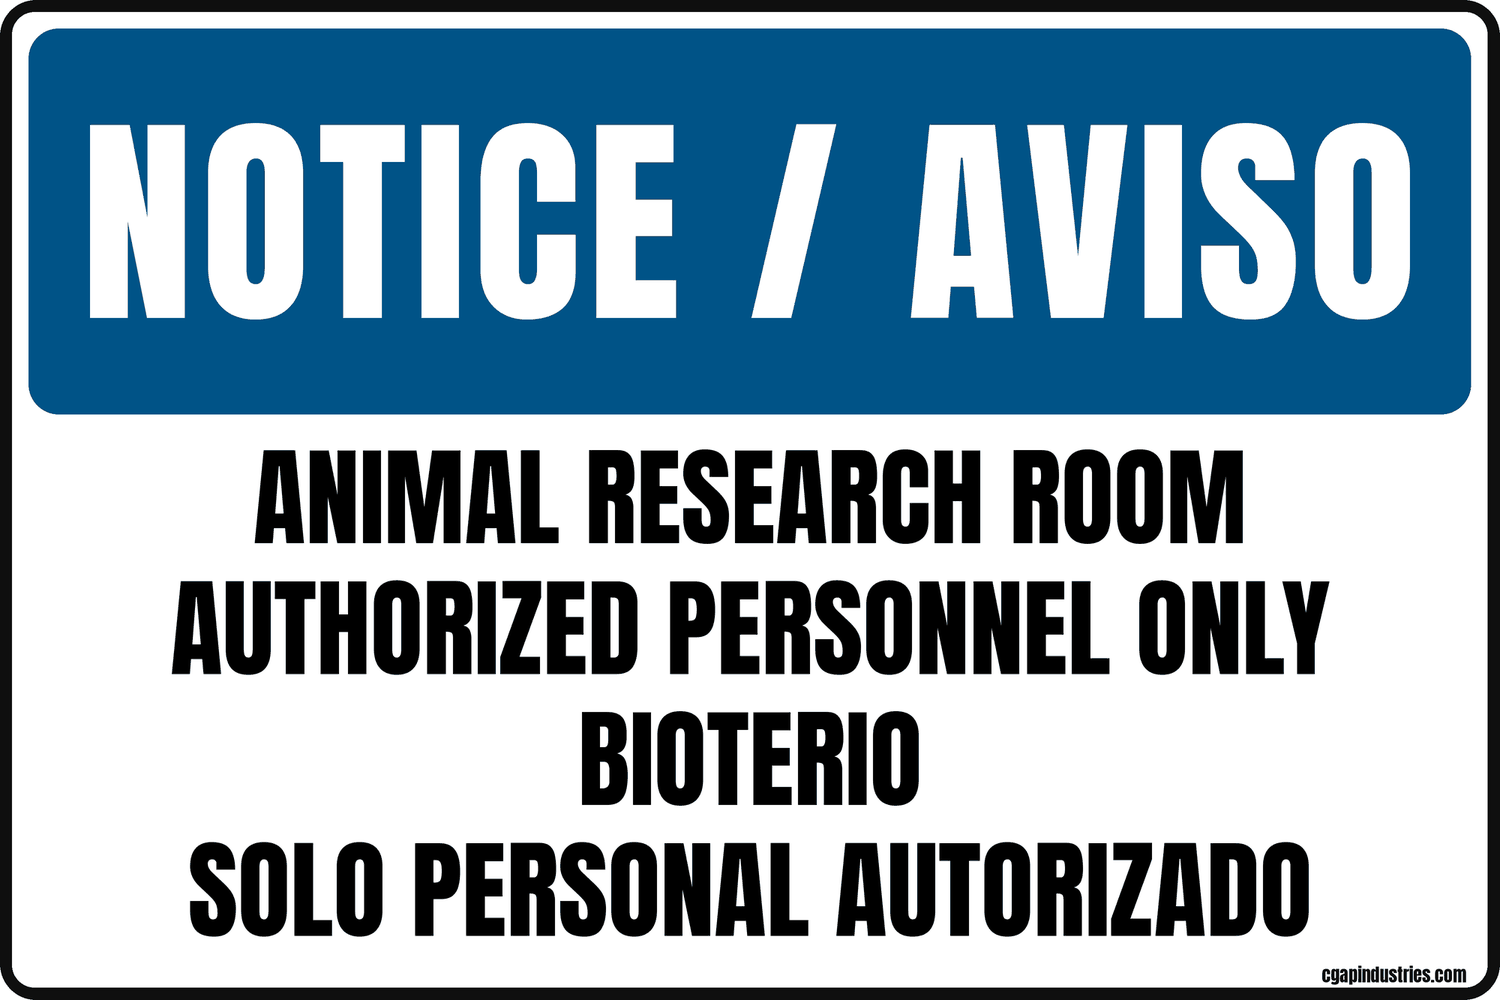 NOTICE / AVISO
ANIMAL RESEARCH ROOM
AUTHORIZED PERSONNEL ONLY
BIOTERIO
SOLO PERSONAL AUTORIZADO
cgapindustries.com